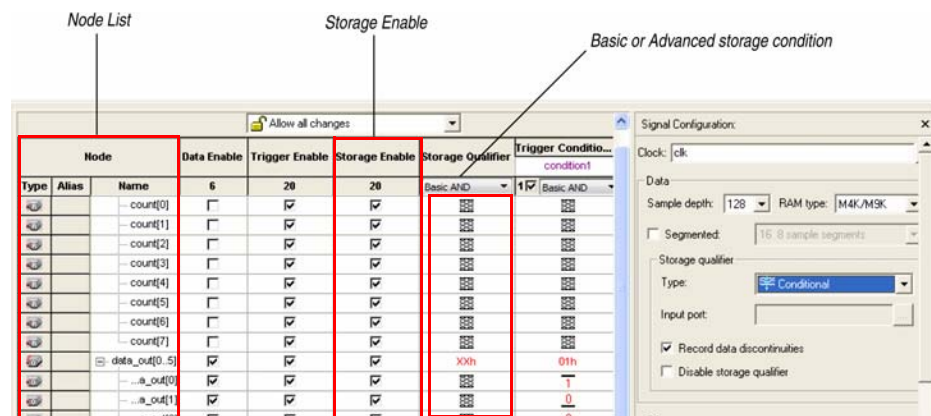 Node List
Storage Enable
Basic or Advanced storage condition
Allow all changes
Node Data Enable Trigger Enable Storage Enable Storage Qualifier Trigger Conditio...
condition1
Type Alias Name 6 20 20 Basic AND 1 Basic AND
count[0]
count[1]
count[2]
count[3]
count[4]
count[5]
count[6]
count[7]
data_out[0..5] XXh 01h
...a_out[0] 1
...a_out[1] 0
Signal Configuration:
Clock: clk
Data
Sample depth: 128 RAM type: M4K/M9K
Segmented: 16 8 sample segments
Storage qualifier
Type: Conditional
Input port:
Record data discontinuities
Disable storage qualifier